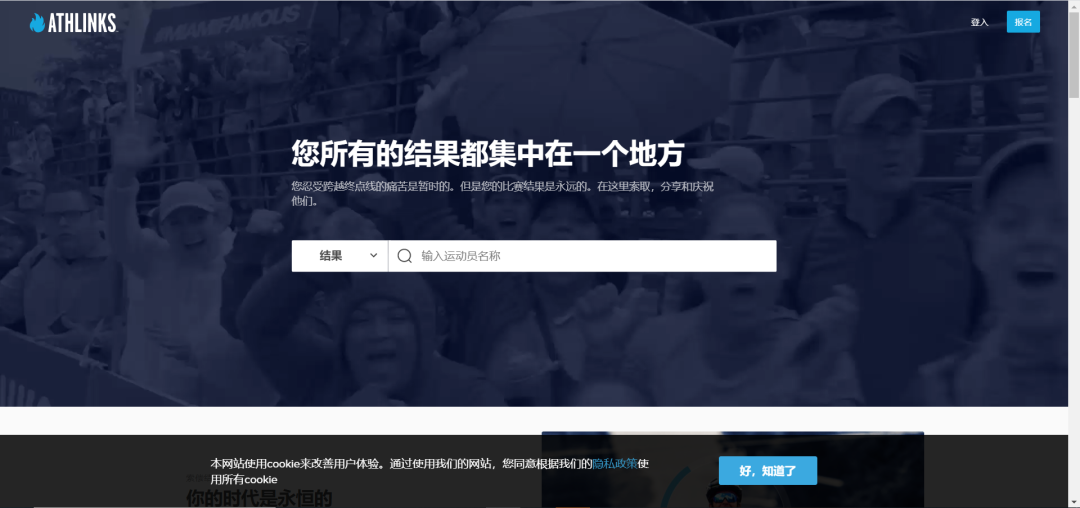 #MIAMIFAMOUS
ATHLINKS
登入
报名
您所有的结果都集中在一个地方
您忍受跨越终点线的痛苦是暂时的。但是您的比赛结果是永远的。在这里索取，分享和庆祝
他们。
结果
输入运动员名称
本网站使用cookie来改善用户体验。通过使用我们的网站，您同意根据我们的隐私政策使
用所有cookie
好，知道了
你的时代是永恒的